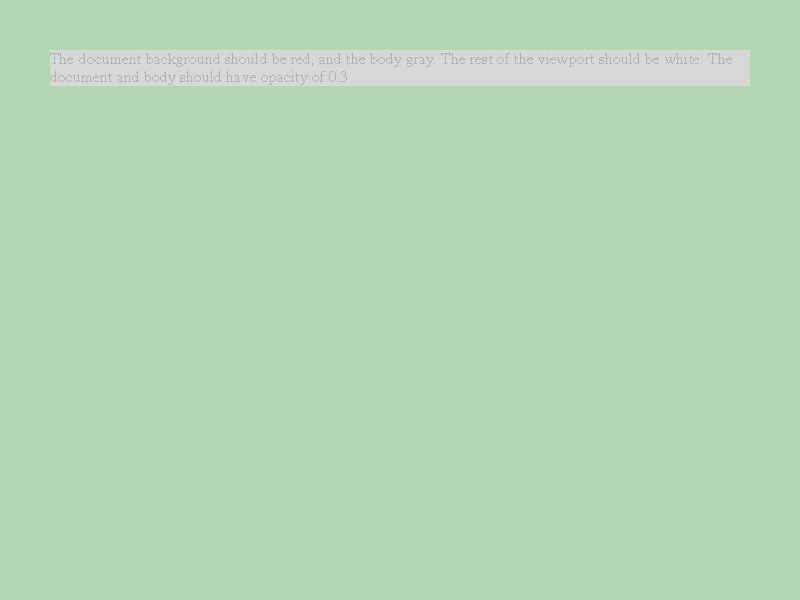 The document background should be red, and the body gray. The rest of the viewport should be white. The
document and body should have opacity of 0.3.